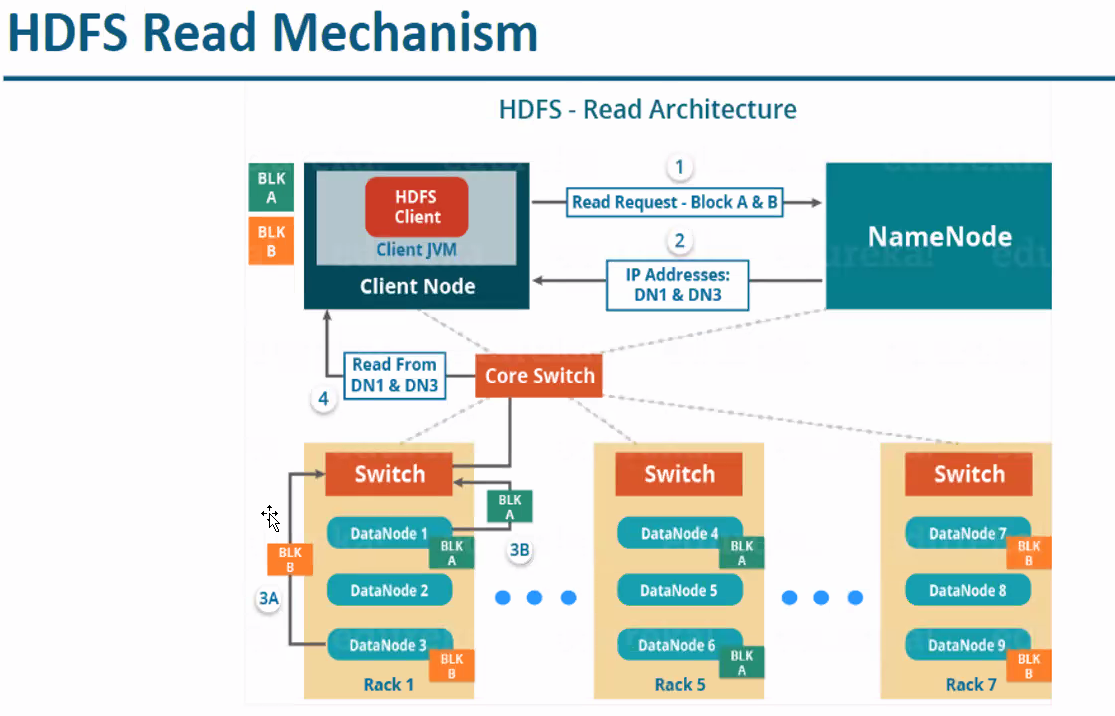 HDFS Read Mechanism
HDFS - Read Architecture
BLK
A
BLK
B
HDFS
Client
Client JVM
Client Node
1
Read Request - Block A & B
2
IP Addresses:
DN1 & DN3
NameNode
edureka!
Read From
DN1 & DN3
4
Core Switch
Switch
BLK
A
DataNode 1
BLK
A
3B
BLK
B
3A
DataNode 2
DataNode 3
BLK
B
Rack 1
Switch
DataNode 4
BLK
A
DataNode 5
DataNode 6
BLK
A
Rack 5
Switch
DataNode 7
BLK
B
DataNode 8
DataNode 9
BLK
B
Rack 7